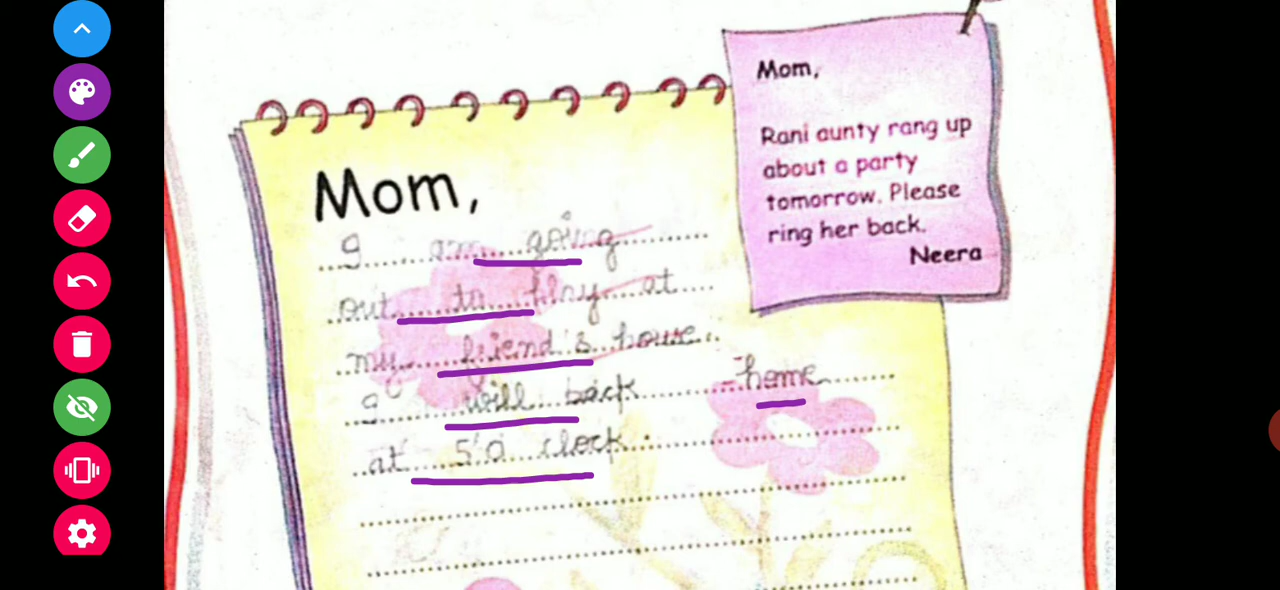 Mom,
Rani aunty rang up
about a party
tomorrow. Please
ring her back.
Neera
Mom,
I am going
out to play at
my friend's house
I will back home
at 5'O clock.